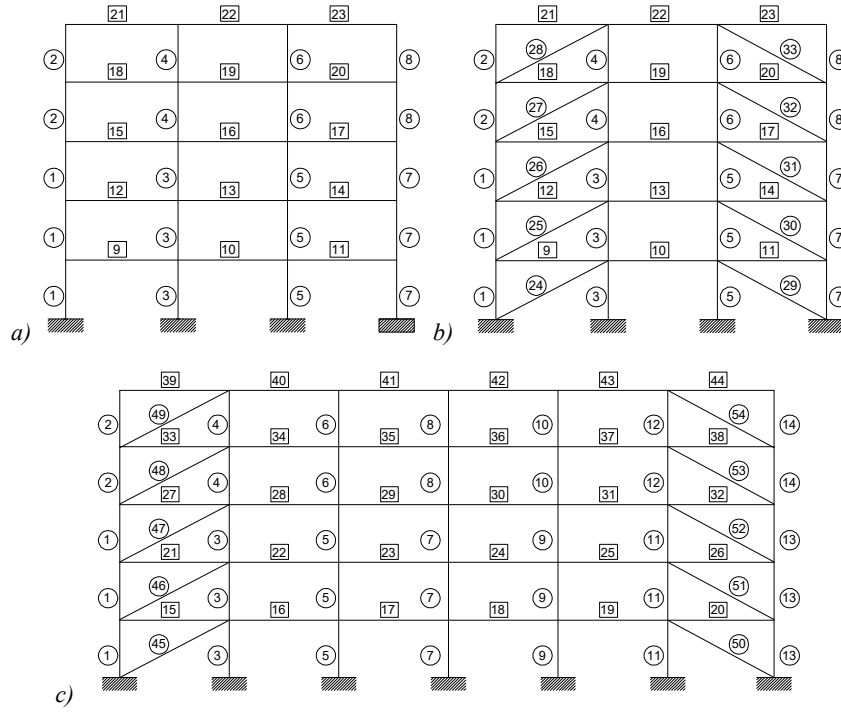 21 22 23
2 4 6 8
18 19 20
2 4 6 8
15 16 17
1 3 5 7
12 13 14
1 3 5 7
9 10 11
1 3 5 7
a)
21 22 23
28 33
2 4 6 8
18 19 20
27 32
2 4 6 8
15 16 17
26 31
1 3 5 7
12 13 14
25 30
1 3 5 7
9 10 11
24 29
1 3 5 7
b)
39 40 41 42 43 44
49 54
2 4 6 8 10 12 14
33 34 35 36 37 38
48 53
2 4 6 8 10 12 14
27 28 29 30 31 32
47 52
1 3 5 7 9 11 13
21 22 23 24 25 26
46 51
1 3 5 7 9 11 13
15 16 17 18 19 20
45 50
1 3 5 7 9 11 13
c)